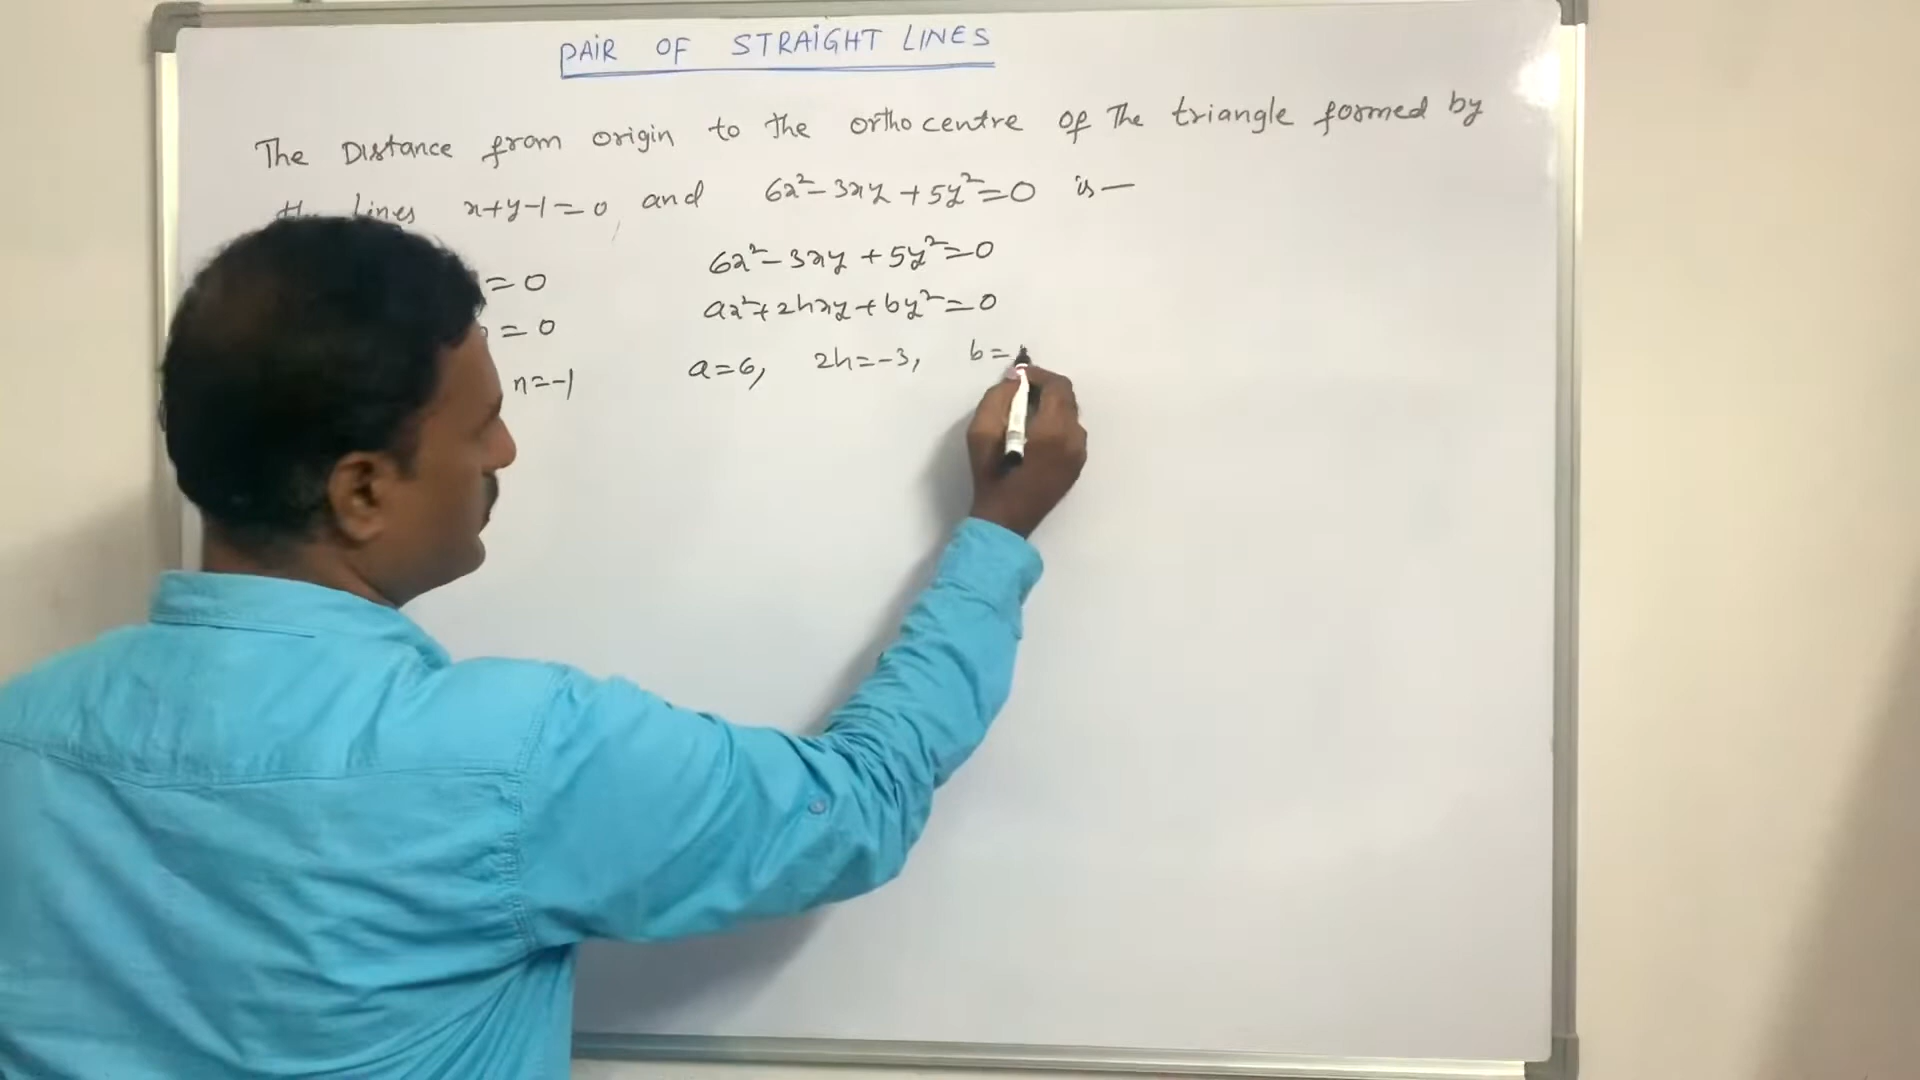 PAIR OF STRAIGHT LINES
The Distance from origin to the orthocentre of The triangle formed by
the lines x+y-1=0, and 6x²-3xy+5y²=0 is —
=0
=0
n=-1
6x²-3xy+5y²=0
ax²+2hxy+by²=0
a=6, 2h=-3, b=